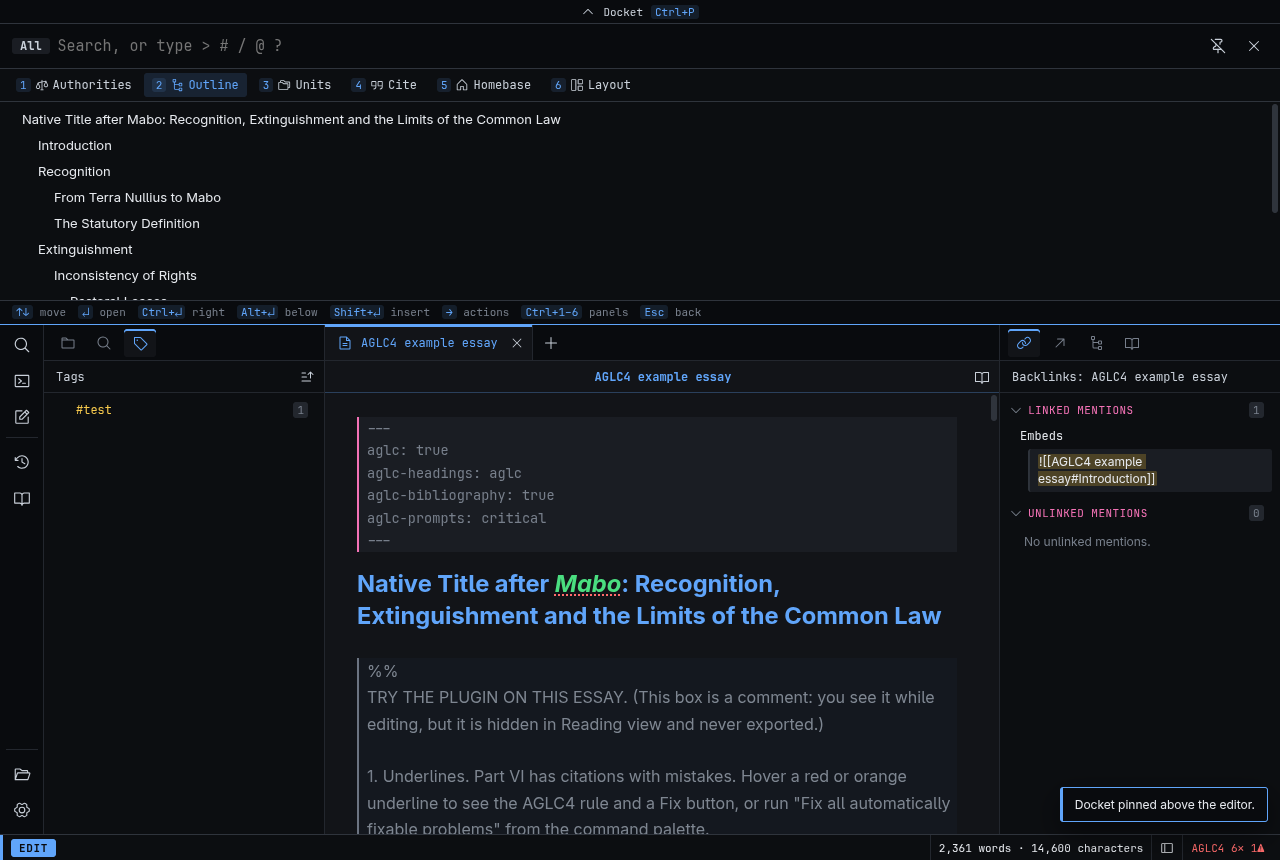 Docket Ctrl+P
All Search, or type > # / @ ?
1 Authorities 2 Outline 3 Units 4 Cite 5 Homebase 6 Layout
Native Title after Mabo: Recognition, Extinguishment and the Limits of the Common Law
Introduction
Recognition
From Terra Nullius to Mabo
The Statutory Definition
Extinguishment
Inconsistency of Rights
Pastoral Leases
↑↓ move ↵ open Ctrl+↵ right Alt+↵ below Shift+↵ insert → actions Ctrl+1–6 panels Esc back
AGLC4 example essay
Tags
AGLC4 example essay
Backlinks: AGLC4 example essay
#test 1
---
aglc: true
aglc-headings: aglc
aglc-bibliography: true
aglc-prompts: critical
---
Native Title after Mabo: Recognition,
Extinguishment and the Limits of the Common Law
%%
TRY THE PLUGIN ON THIS ESSAY. (This box is a comment: you see it while
editing, but it is hidden in Reading view and never exported.)
1. Underlines. Part VI has citations with mistakes. Hover a red or orange
underline to see the AGLC4 rule and a Fix button, or run "Fix all automatically
fixable problems" from the command palette.
LINKED MENTIONS 1
Embeds
![[AGLC4 example
essay#Introduction]]
UNLINKED MENTIONS 0
No unlinked mentions.
Docket pinned above the editor.
EDIT
2,361 words · 14,600 characters
AGLC4 6× 1⚠